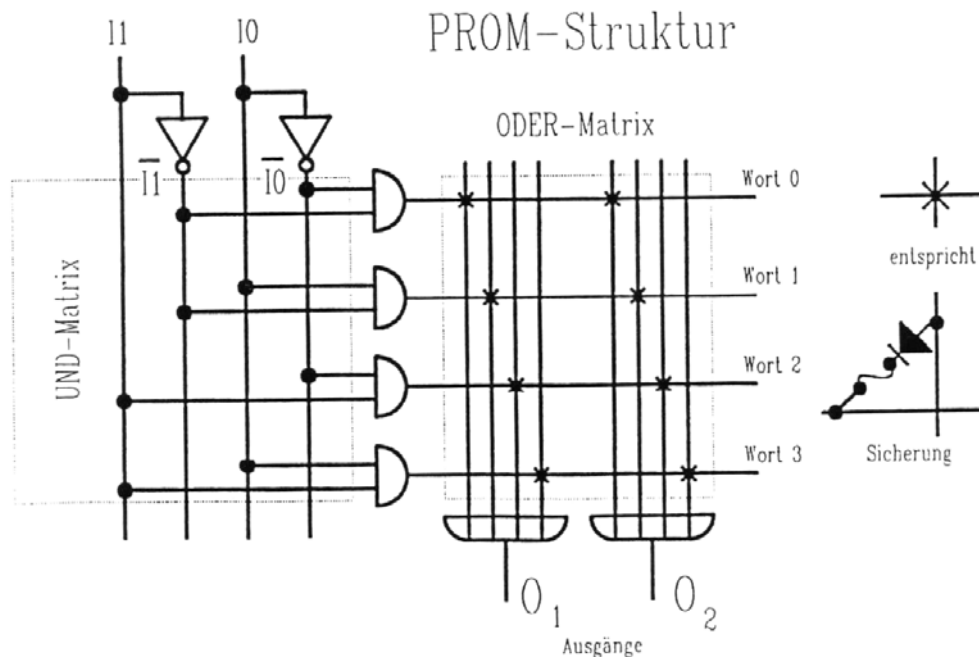 I1
I0
PROM-Struktur
ODER-Matrix
I1
I0
Wort 0
UND-Matrix
Wort 1
entspricht
Wort 2
Wort 3
Sicherung
O1
O2
Ausgänge